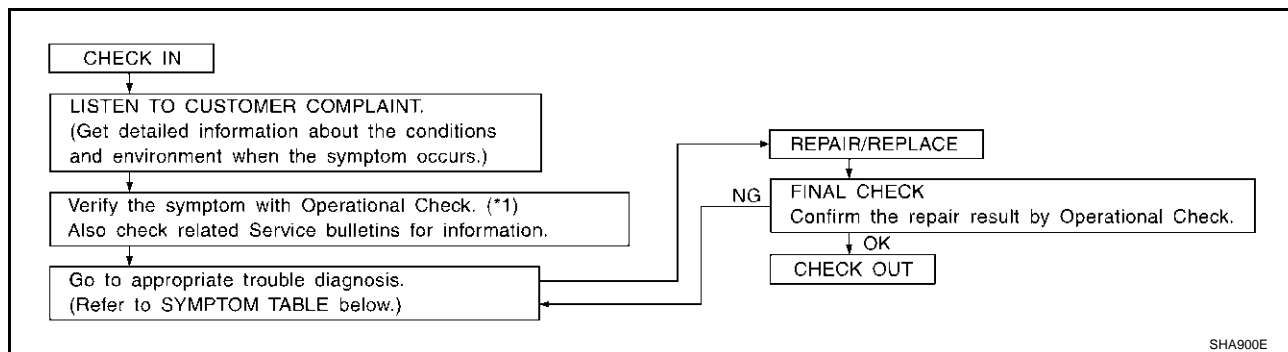 CHECK IN
LISTEN TO CUSTOMER COMPLAINT.
(Get detailed information about the conditions
and environment when the symptom occurs.)
Verify the symptom with Operational Check. (*1)
Also check related Service bulletins for information.
Go to appropriate trouble diagnosis.
(Refer to SYMPTOM TABLE below.)
REPAIR/REPLACE
NG
FINAL CHECK
Confirm the repair result by Operational Check.
OK
CHECK OUT
SHA900E